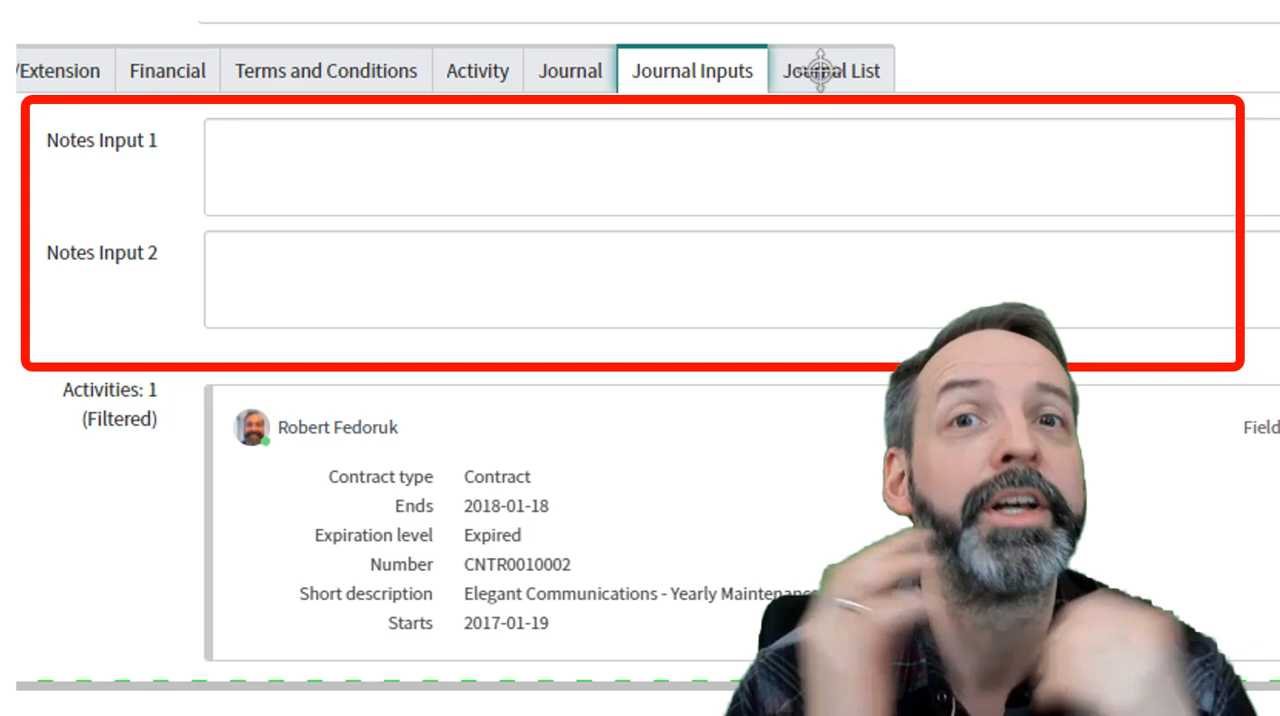 /Extension Financial Terms and Conditions Activity Journal Journal Inputs Journal List
Notes Input 1
Notes Input 2
Activities: 1
(Filtered)
Robert Fedoruk Field
Contract type Contract
Ends 2018-01-18
Expiration level Expired
Number CNTR0010002
Short description Elegant Communications - Yearly Maintenance
Starts 2017-01-19